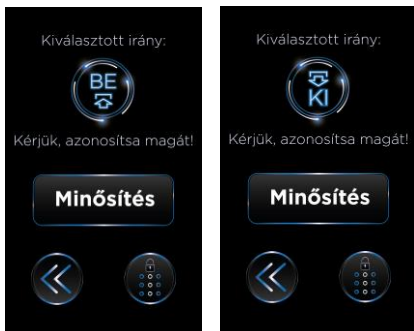 Kiválasztott irány:
BE
Kérjük, azonosítsa magát!
Minősítés
Kiválasztott irány:
KI
Kérjük, azonosítsa magát!
Minősítés